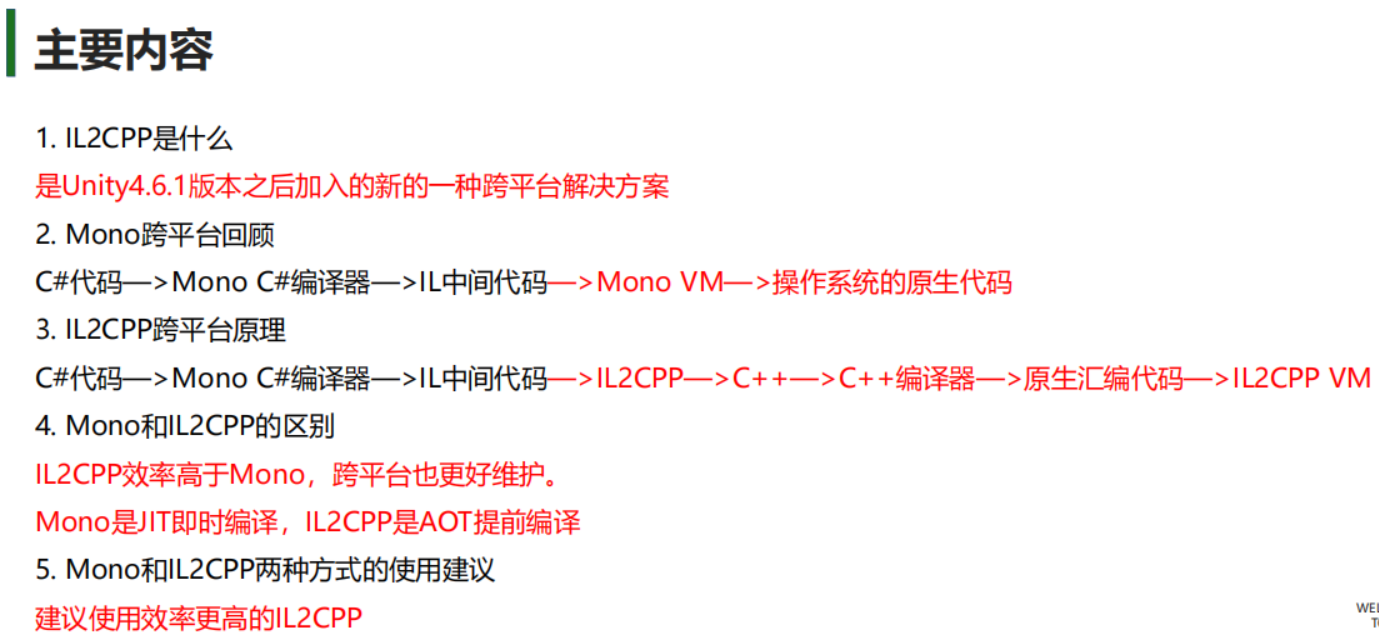 主要内容
1. IL2CPP是什么
是Unity4.6.1版本之后加入的新的一种跨平台解决方案
2. Mono跨平台回顾
C#代码—>Mono C#编译器—>IL中间代码—>Mono VM—>操作系统的原生代码
3. IL2CPP跨平台原理
C#代码—>Mono C#编译器—>IL中间代码—>IL2CPP—>C++—>C++编译器—>原生汇编代码—>IL2CPP VM
4. Mono和IL2CPP的区别
IL2CPP效率高于Mono，跨平台也更好维护。
Mono是JIT即时编译，IL2CPP是AOT提前编译
5. Mono和IL2CPP两种方式的使用建议
建议使用效率更高的IL2CPP